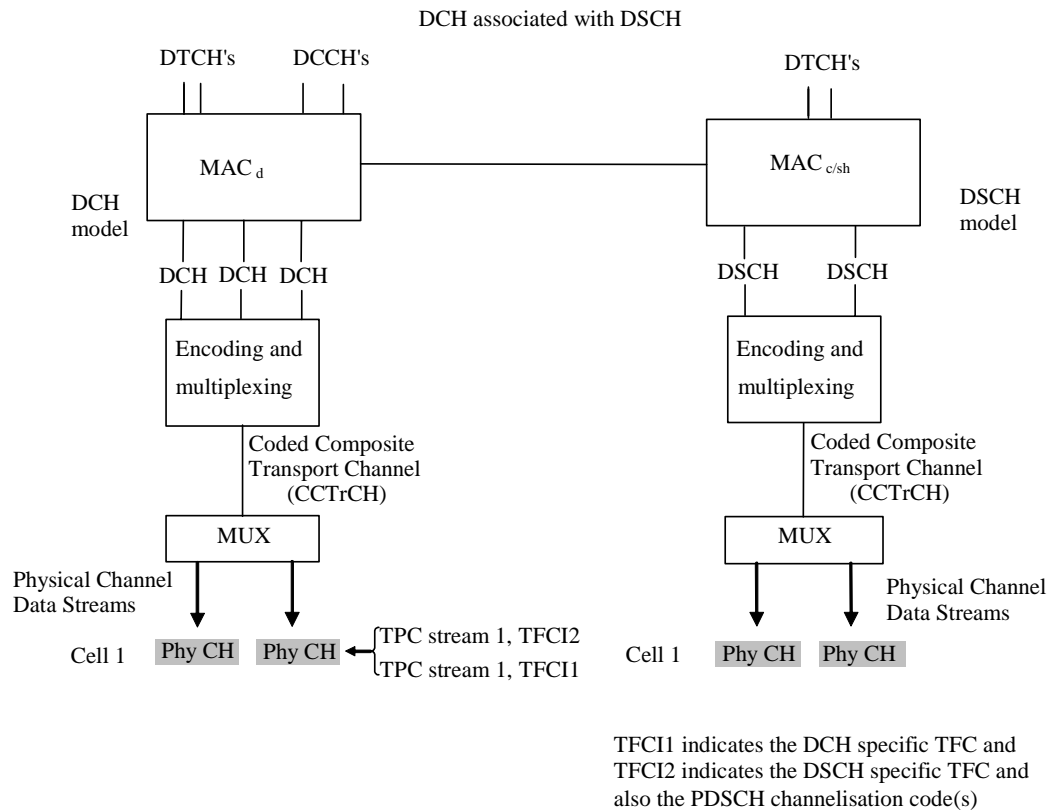 DCH associated with DSCH
DTCH's
DCCH's
DTCH's
MAC d
MAC c/sh
DCH
model
DSCH
model
DCH
DCH
DCH
DSCH
DSCH
Encoding and
multiplexing
Encoding and
multiplexing
Coded Composite
Transport Channel
(CCTrCH)
Coded Composite
Transport Channel
(CCTrCH)
MUX
MUX
Physical Channel
Data Streams
Physical Channel
Data Streams
Cell 1
Phy CH
Phy CH
TPC stream 1, TFCI2
TPC stream 1, TFCI1
Cell 1
Phy CH
Phy CH
TFCI1 indicates the DCH specific TFC and
TFCI2 indicates the DSCH specific TFC and
also the PDSCH channelisation code(s)